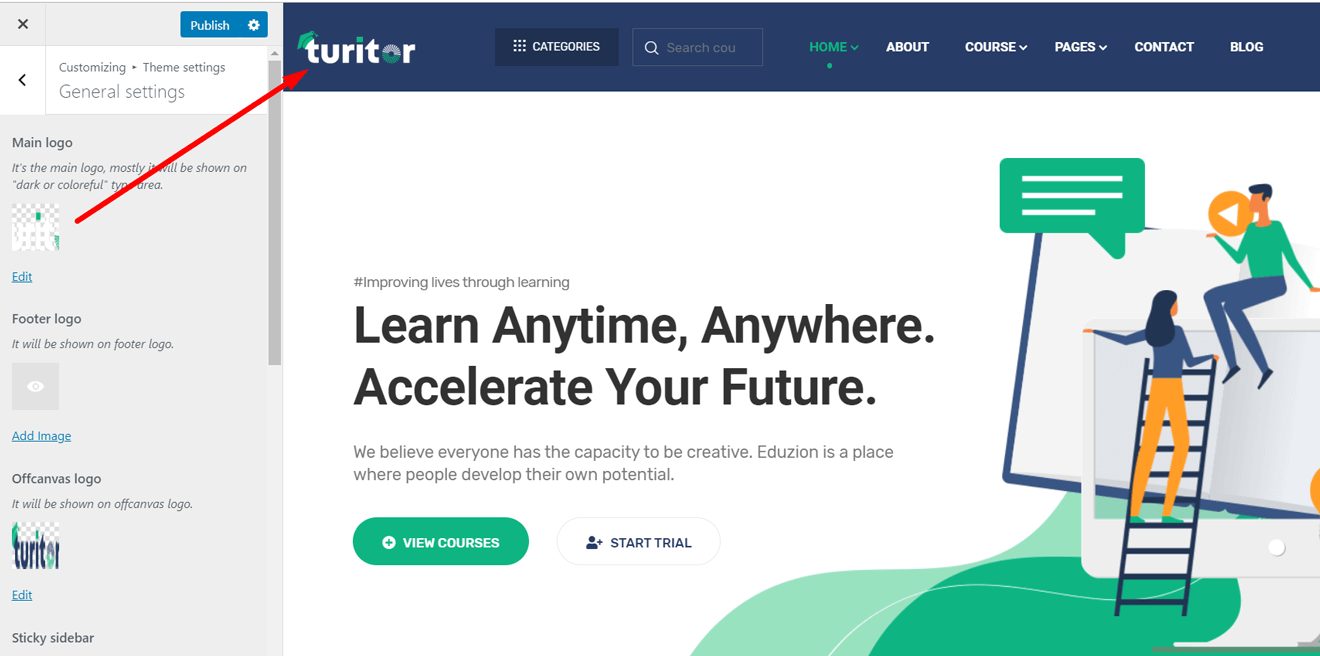 Publish
Customizing ▸ Theme settings
General settings
Main logo
It's the main logo, mostly it will be shown on
"dark or coloreful" type area.
Edit
Footer logo
It will be shown on footer logo.
Add Image
Offcanvas logo
It will be shown on offcanvas logo.
turitor
Edit
Sticky sidebar
turitor
CATEGORIES
Search cou
HOME
ABOUT
COURSE
PAGES
CONTACT
BLOG
#Improving lives through learning
Learn Anytime, Anywhere.
Accelerate Your Future.
We believe everyone has the capacity to be creative. Eduzion is a place
where people develop their own potential.
VIEW COURSES
START TRIAL